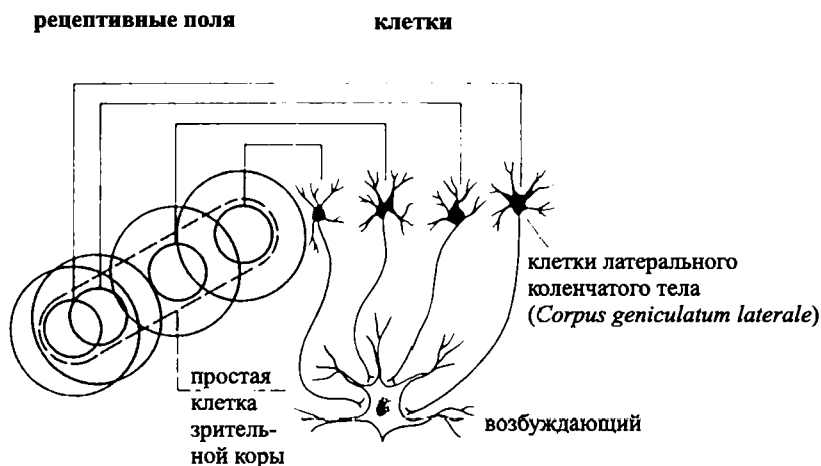 рецептивные поля
клетки
клетки латерального
коленчатого тела
(Corpus geniculatum laterale)
простая
клетка
зритель-
ной коры
возбуждающий